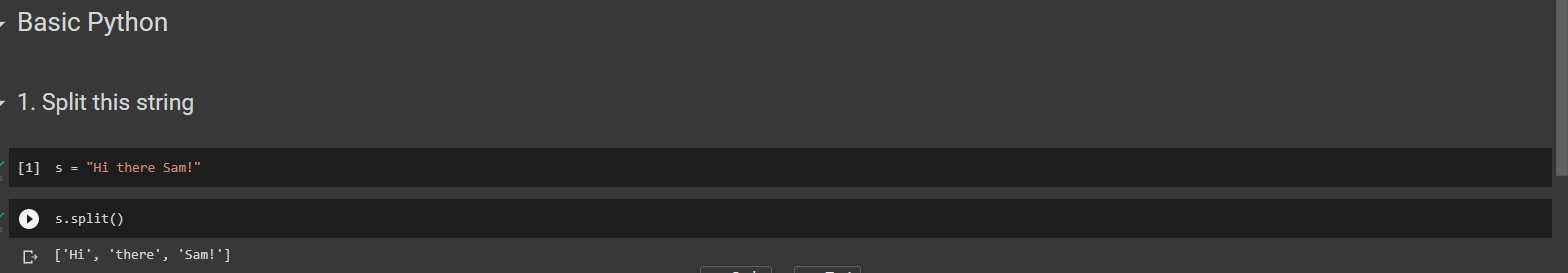 Basic Python
1. Split this string
[1] s = "Hi there Sam!"
s.split()
['Hi', 'there', 'Sam!']